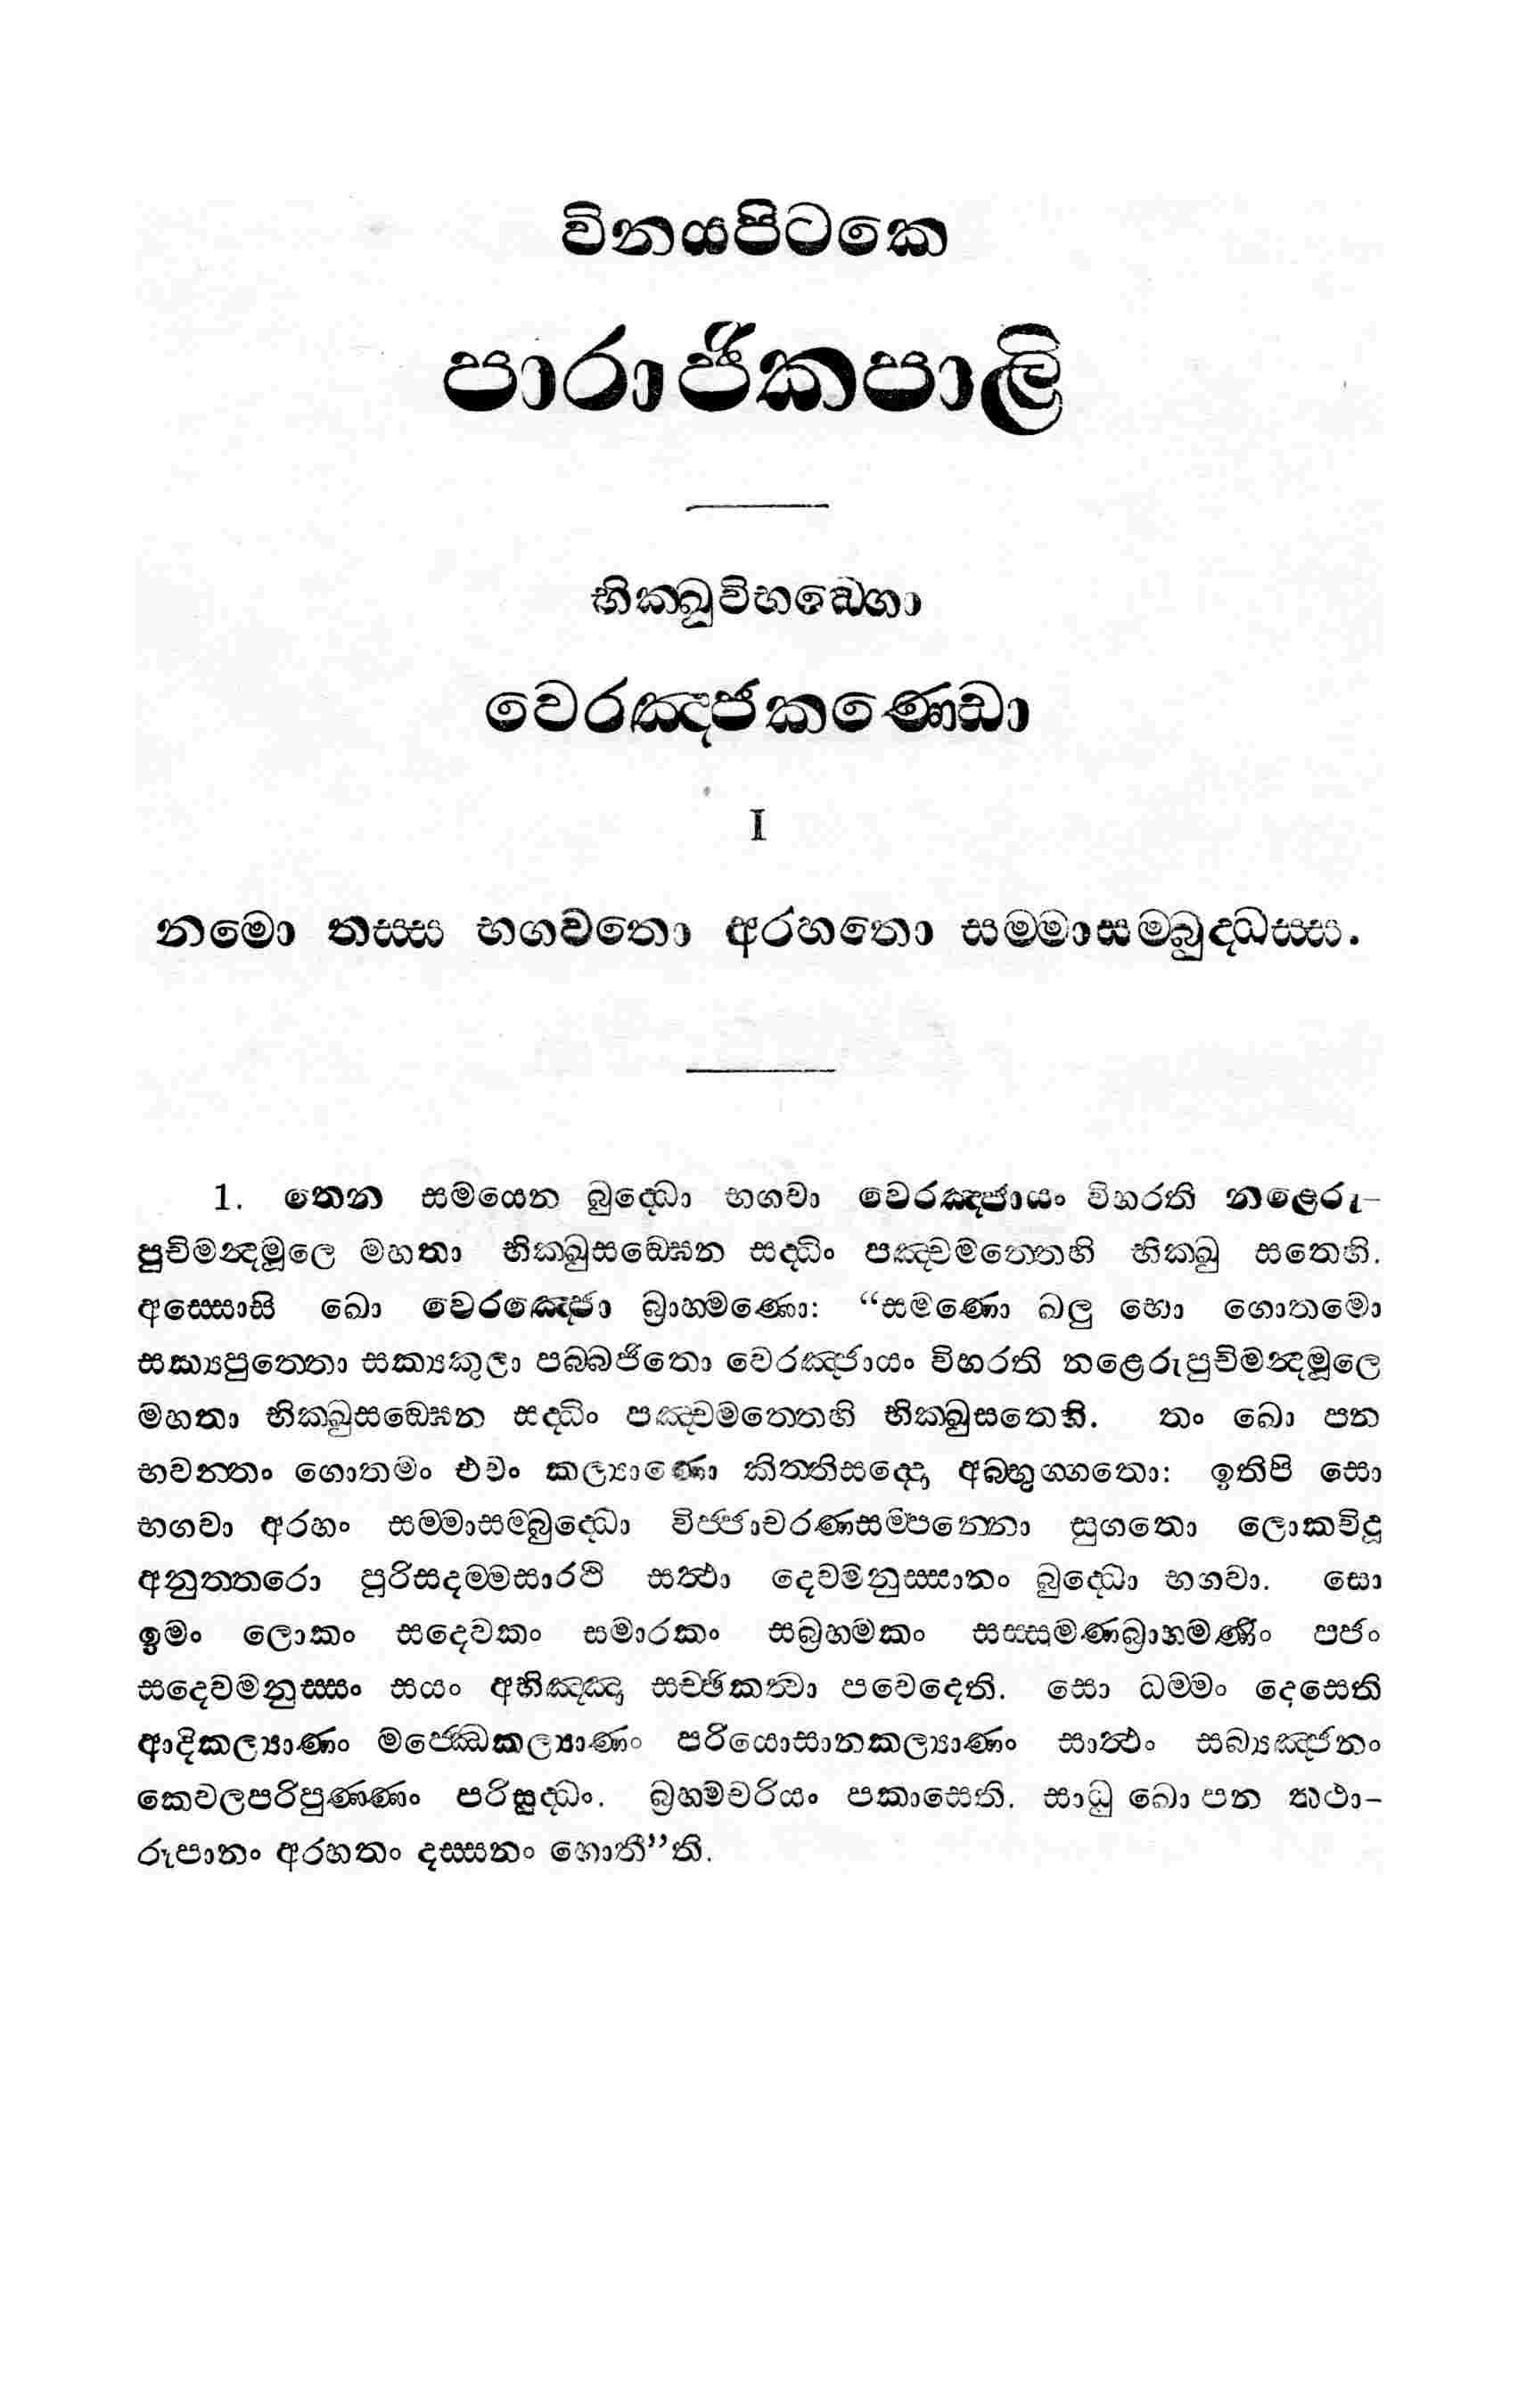 විනයපිටකෙ
පාරාජිකපාලි
භික්ඛුවිභඞ්ගො
වෙරඤ්ජකණ්ඩො
I
නමො තස්ස භගවතො අරහතො සම්මාසම්බුද්ධස්ස.
1. තෙන සමයෙන බුද්ධො භගවා වෙරඤ්ජායං විහරති නළෙරු-
පුචිමන්දමූලෙ මහතා භික්ඛුසඞ්ඝෙන සද්ධිං පඤ්චමත්තෙහි භික්ඛු සතෙහි.
අස්සොසි ඛො වෙරඤ්ජො බ්‍රාහ්මණො: “සමණො ඛලු භො ගොතමො
සක්‍යපුත්තො සක්‍යකුලා පබ්බජිතො වෙරඤ්ජායං විහරති නළෙරුපුචිමන්දමූලෙ
මහතා භික්ඛුසඞ්ඝෙන සද්ධිං පඤ්චමත්තෙහි භික්ඛුසතෙහි. තං ඛො පන
භවන්තං ගොතමං එවං කල්‍යාණො කිත්තිසද්දො අබ්භුග්ගතො: ඉතිපි සො
භගවා අරහං සම්මාසම්බුද්ධො විජ්ජාචරණසම්පන්නො සුගතො ලොකවිදූ
අනුත්තරො පුරිසදම්මසාරථි සත්ථා දෙවමනුස්සානං බුද්ධො භගවා. සො
ඉමං ලොකං සදෙවකං සමාරකං සබ්‍රහ්මකං සස්සමණබ්‍රාහ්මණිං පජං
සදෙවමනුස්සං සයං අභිඤ්ඤා සච්ඡිකත්වා පවෙදෙති. සො ධම්මං දෙසෙති
ආදිකල්‍යාණං මජ්ඣෙකල්‍යාණං පරියොසානකල්‍යාණං සාත්ථං සබ්‍යඤ්ජනං
කෙවලපරිපුණ්ණං පරිසුද්ධං. බ්‍රහ්මචරියං පකාසෙති. සාධු ඛො පන තථා-
රූපානං අරහතං දස්සනං හොතී”ති.